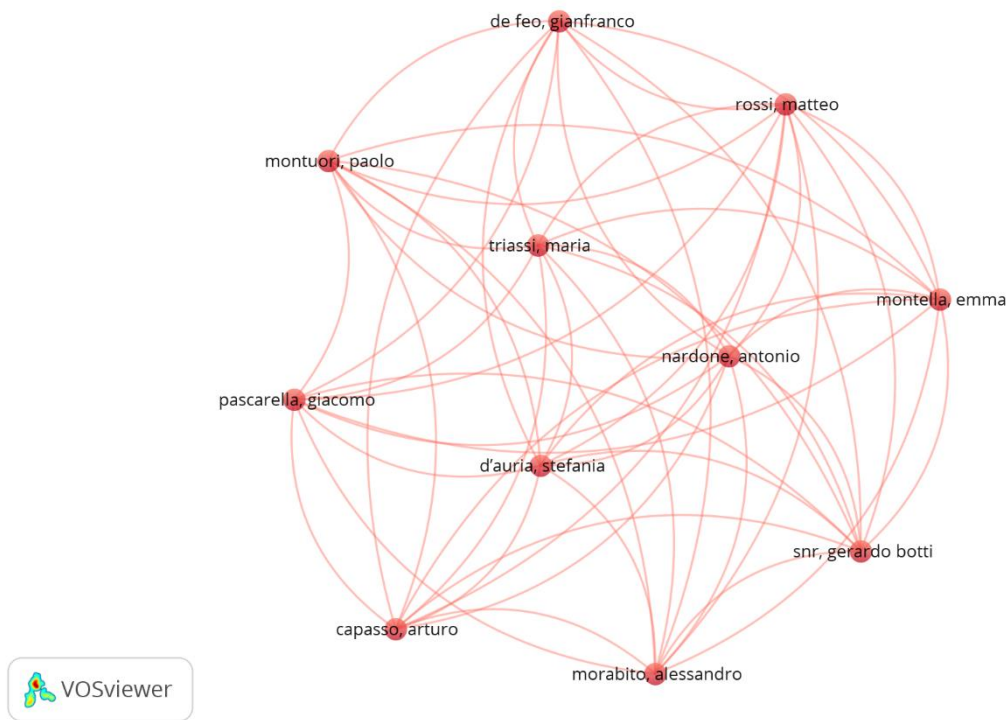 de feo, gianfranco
rossi, matteo
montuori, paolo
triassi, maria
montella, emma
nardone, antonio
pascarella, giacomo
d'auria, stefania
snr, gerardo botti
capasso, arturo
morabito, alessandro
VOSviewer